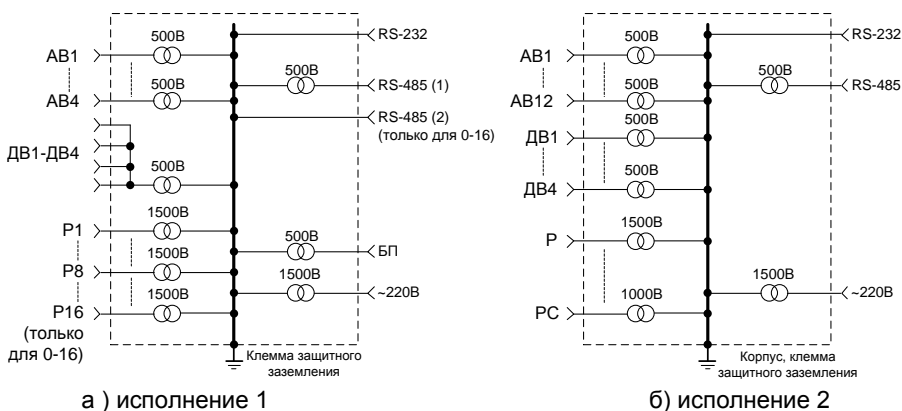 500В
RS-232
АВ1
500В
500В
RS-485 (1)
АВ4
RS-485 (2)
(только для 0-16)
ДВ1-ДВ4
500В
1500В
Р1
500В
1500В
БП
Р8
1500В
1500В
~220В
Р16
(только
для 0-16)
Клемма защитного
заземления
а ) исполнение 1
500В
RS-232
АВ1
500В
500В
RS-485
АВ12
500В
ДВ1
500В
ДВ4
1500В
Р
1000В
1500В
~220В
РС
Корпус, клемма
защитного заземления
б) исполнение 2